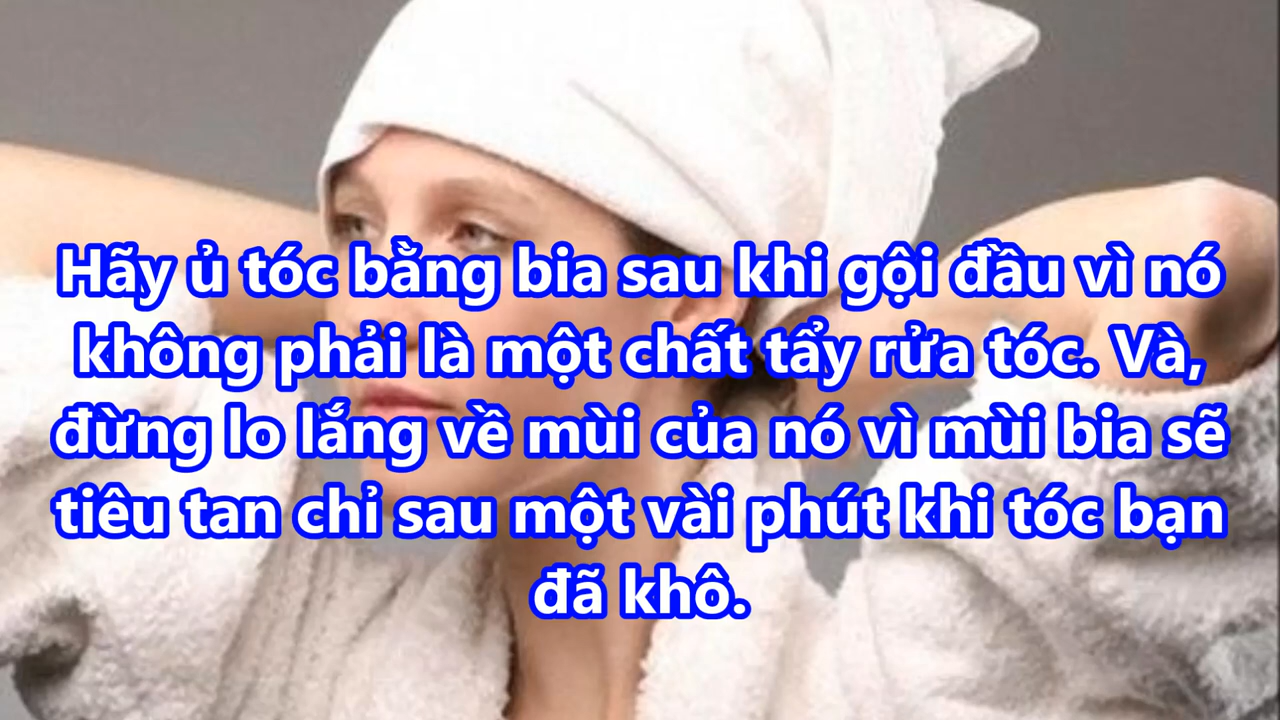 Hãy ủ tóc bằng bia sau khi gội đầu vì nó
không phải là một chất tẩy rửa tóc. Và,
đừng lo lắng về mùi của nó vì mùi bia sẽ
tiêu tan chỉ sau một vài phút khi tóc bạn
đã khô.